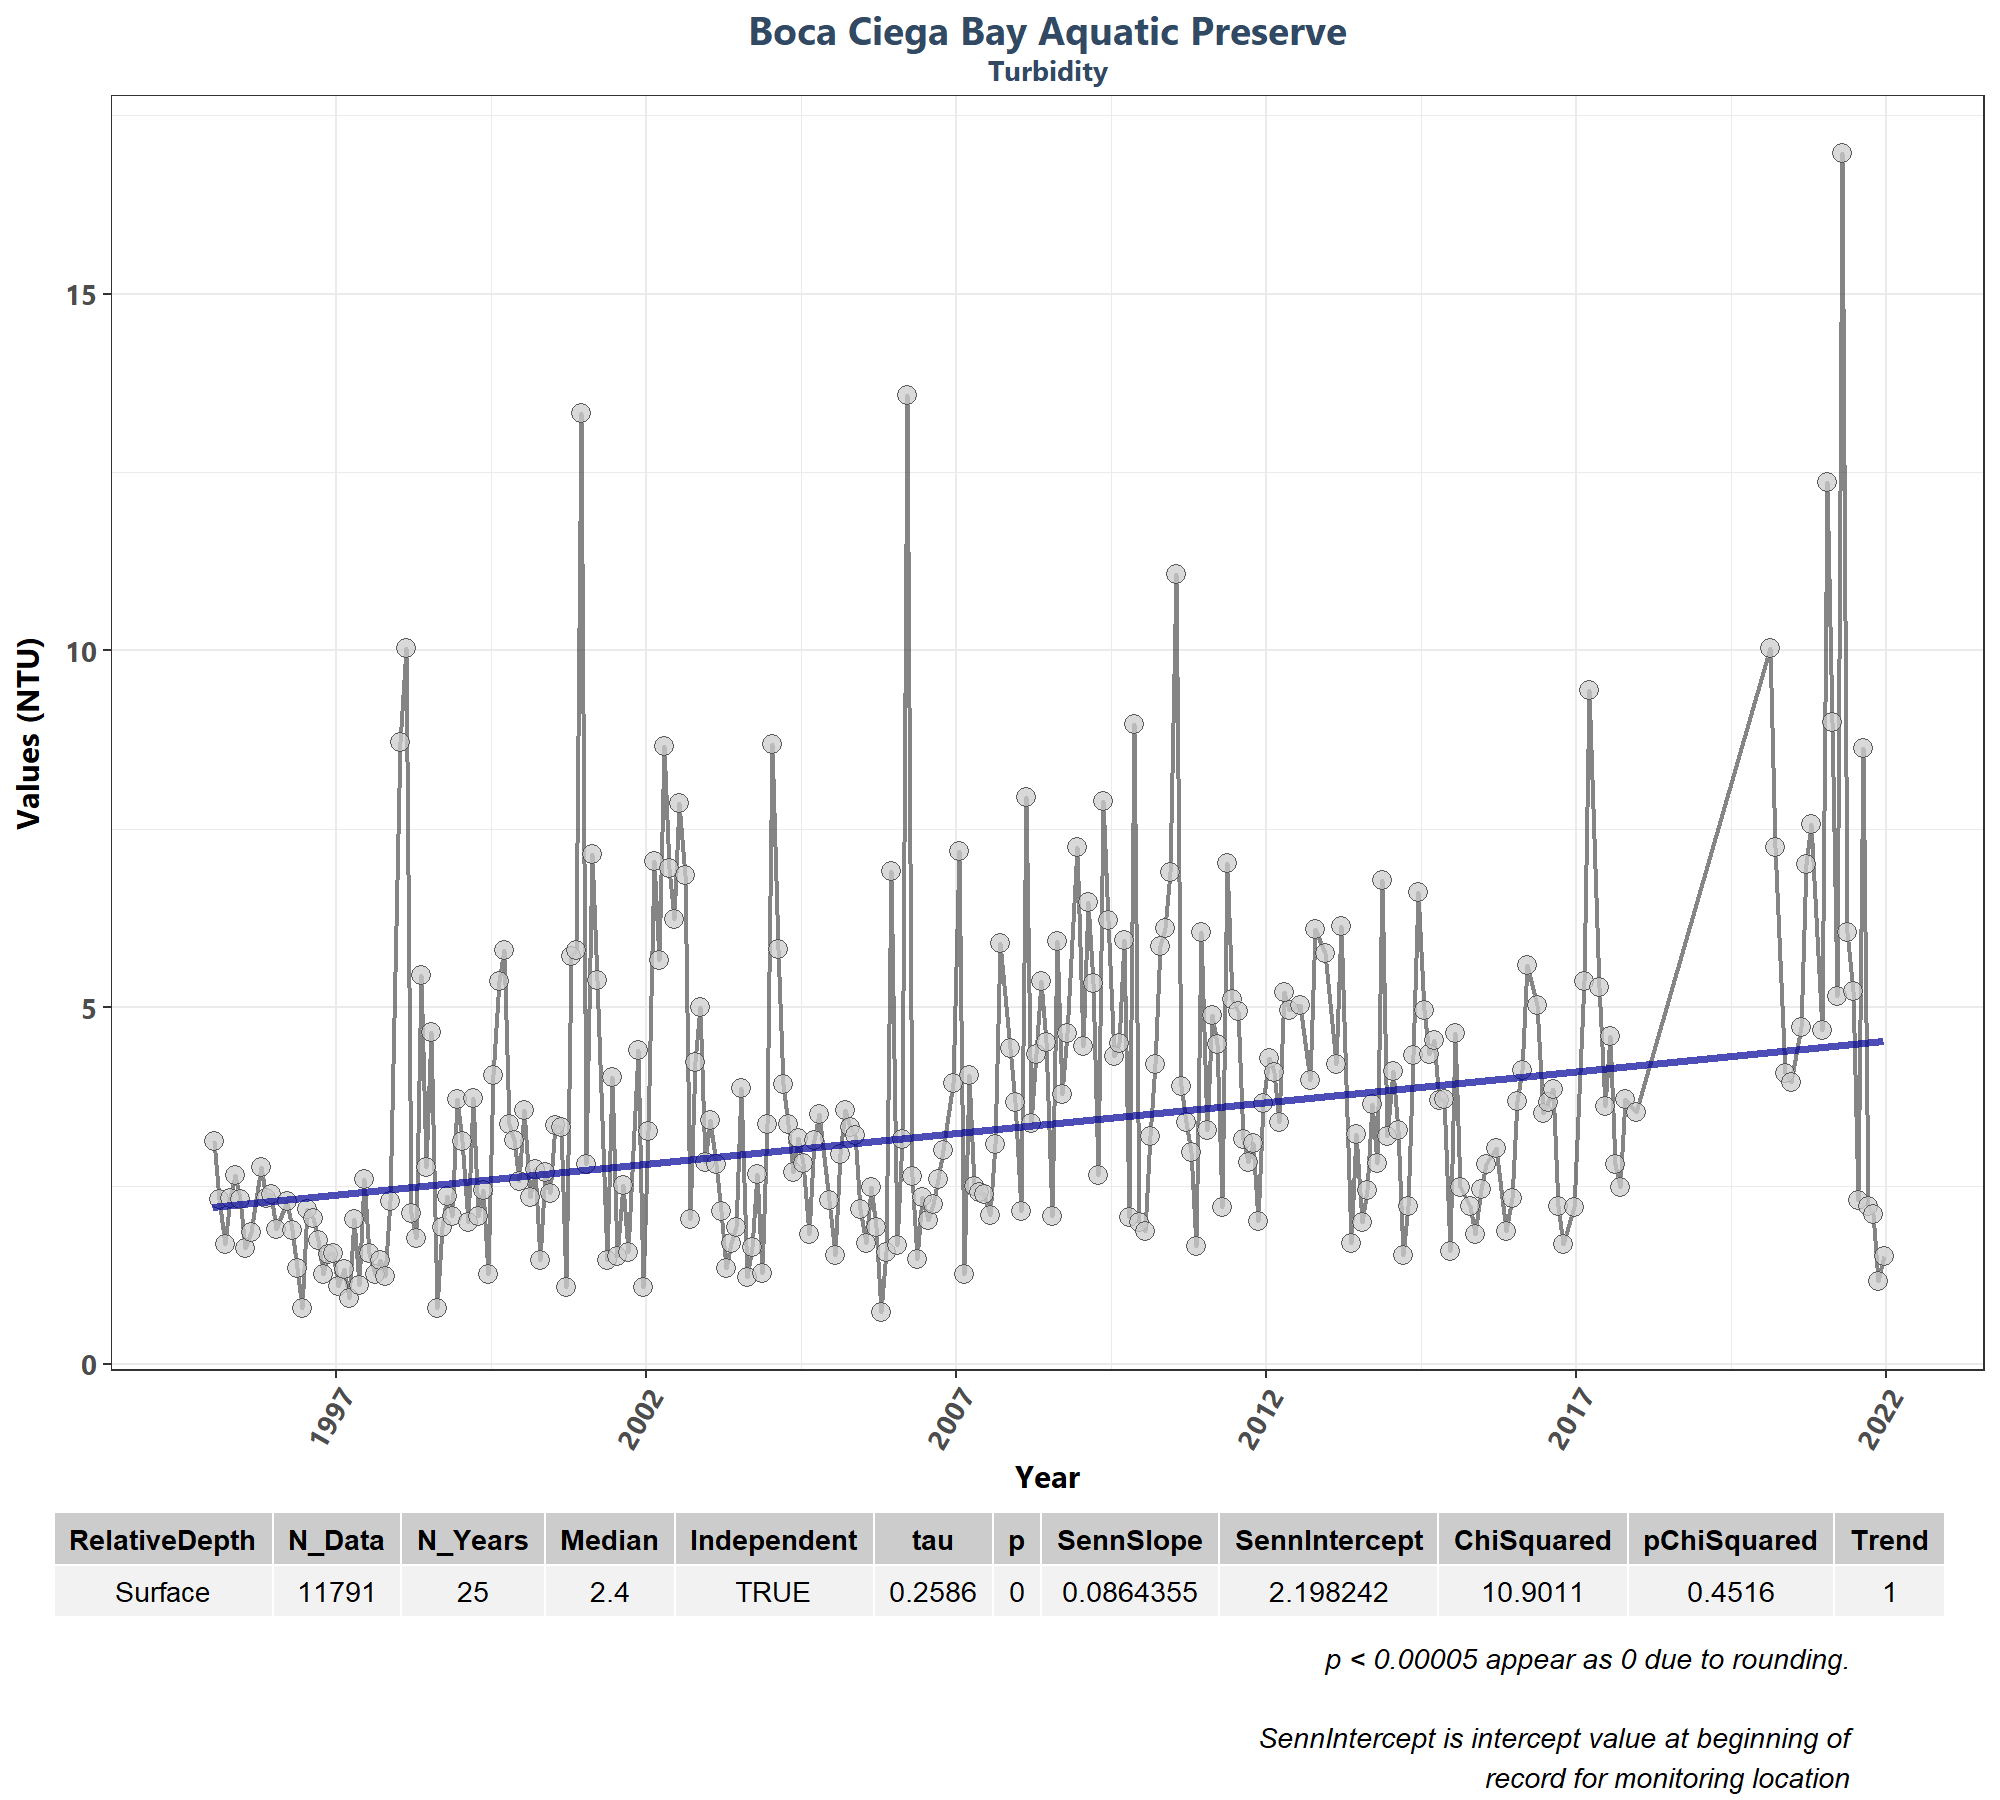 Boca Ciega Bay Aquatic Preserve
Turbidity
Values (NTU)
15
10
5
0
1997 2002 2007 2012 2017 2022
Year
RelativeDepth N_Data N_Years Median Independent tau p SennSlope SennIntercept ChiSquared pChiSquared Trend
Surface 11791 25 2.4 TRUE 0.2586 0 0.0864355 2.198242 10.9011 0.4516 1
p < 0.00005 appear as 0 due to rounding.
SennIntercept is intercept value at beginning of
record for monitoring location